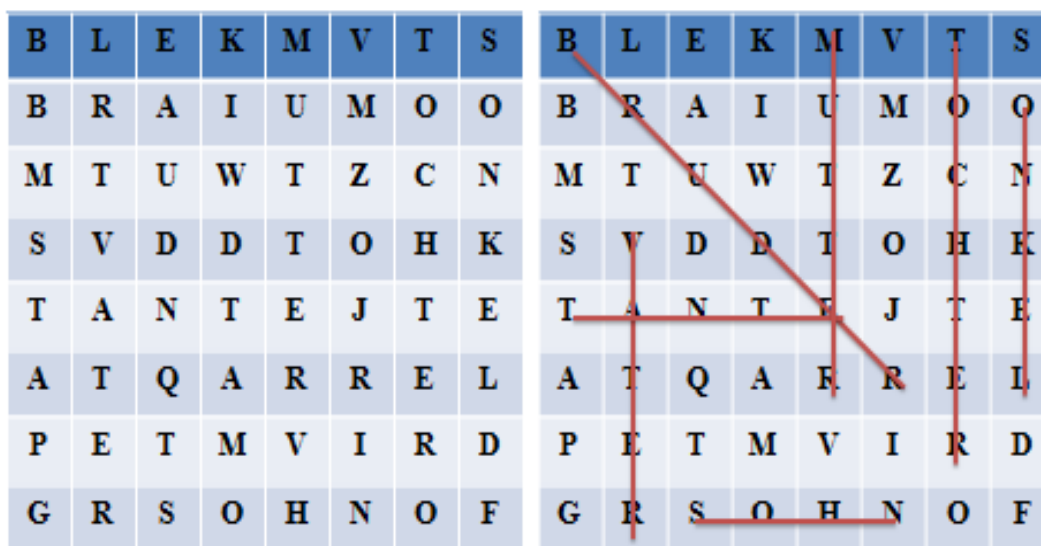 B L E K M V T S B L E K M V T S
B R A I U M O O B R A I U M O O
M T U W T Z C N M T U W T Z C N
S V D D T O H K S V D D T O H K
T A N T E J T E T A N T E J T E
A T Q A R R E L A T Q A R R E L
P E T M V I R D P E T M V I R D
G R S O H N O F G R S O H N O F